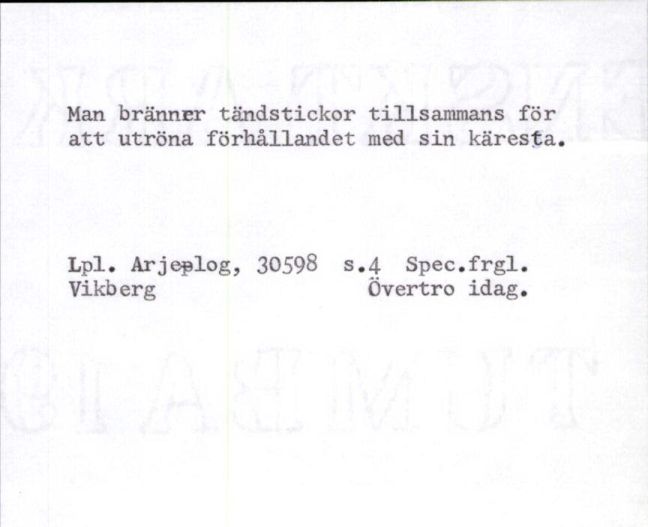 Man bränner tändstickor tillsammans för
att utröna förhållandet med sin käresta.
Lpl. Arjeplog, 30598 s.4 Spec.frgl.
Vikberg Övertro idag.